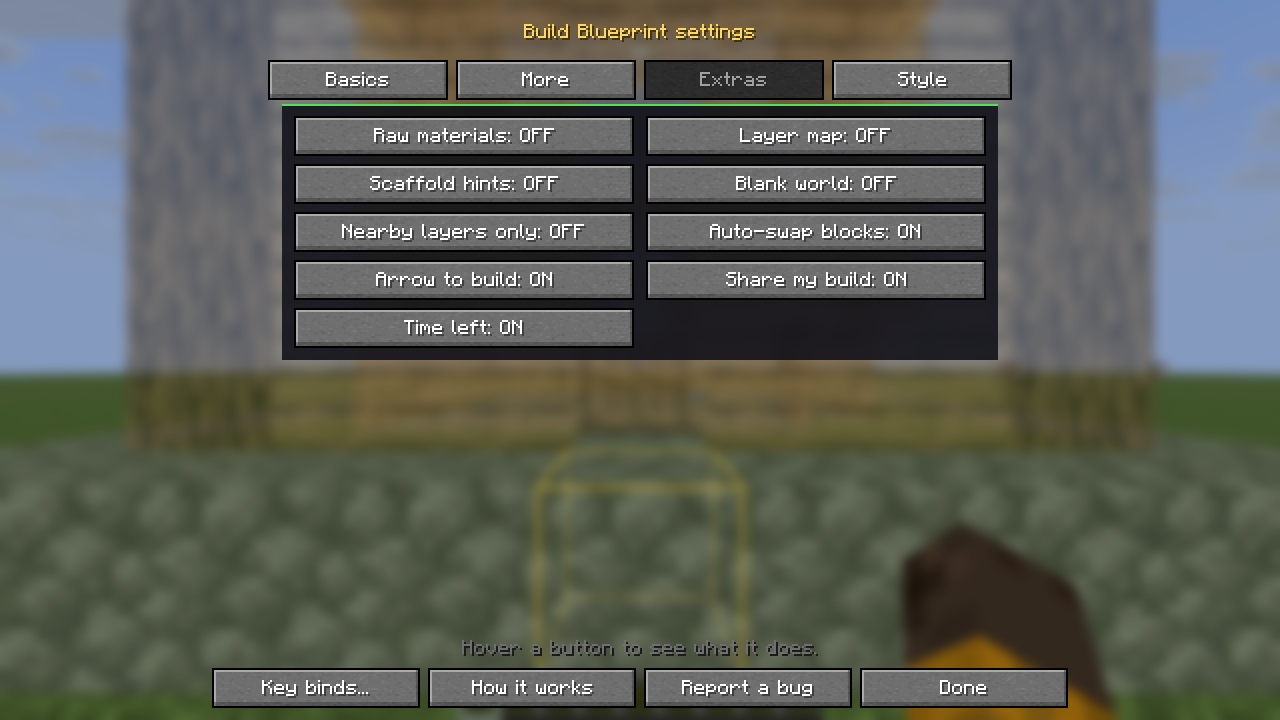 Build Blueprint settings
Basics
More
Extras
Style
Raw materials: OFF
Layer map: OFF
Scaffold hints: OFF
Blank world: OFF
Nearby layers only: OFF
Auto-swap blocks: ON
Arrow to build: ON
Share my build: ON
Time left: ON
Hover a button to see what it does.
Key binds...
How it works
Report a bug
Done